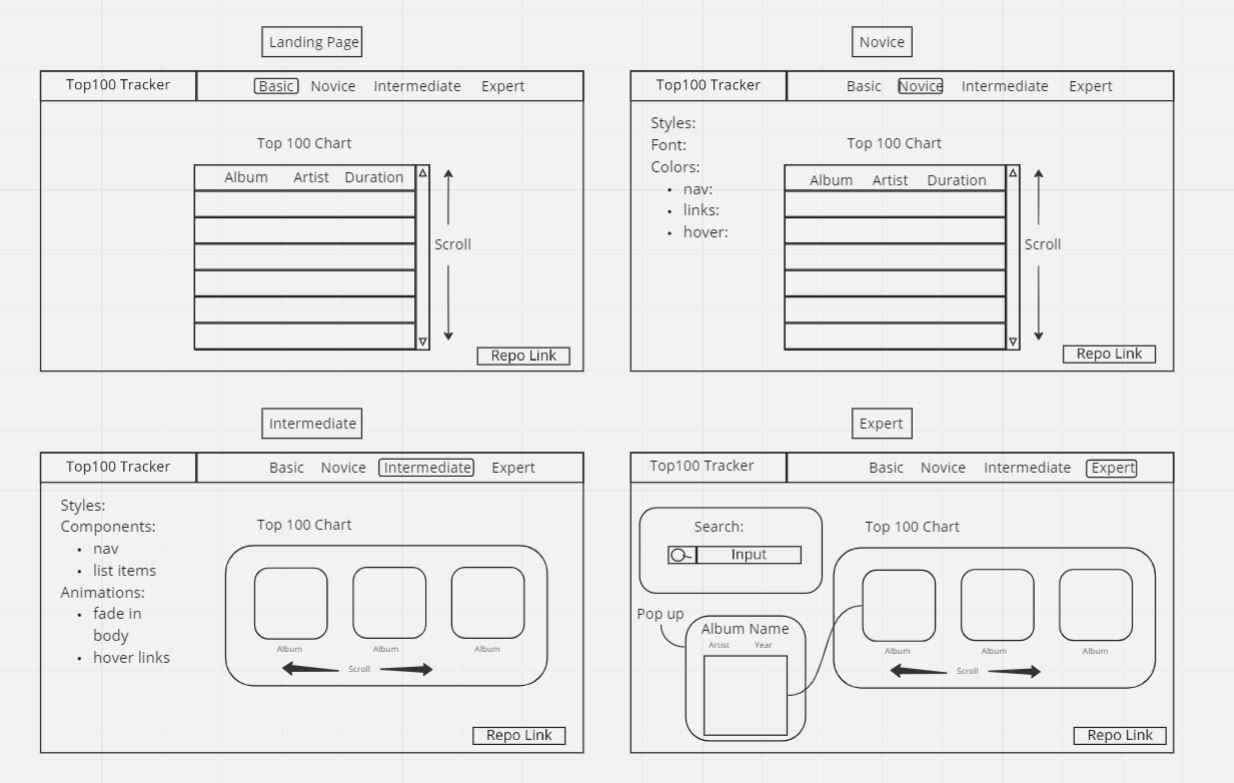 Landing Page
Top100 Tracker
Basic Novice Intermediate Expert
Top 100 Chart
Album Artist Duration
Scroll
Repo Link
Novice
Top100 Tracker
Basic Novice Intermediate Expert
Styles:
Font:
Colors:
• nav:
• links:
• hover:
Top 100 Chart
Album Artist Duration
Scroll
Repo Link
Intermediate
Top100 Tracker
Basic Novice Intermediate Expert
Styles:
Components:
• nav
• list items
Animations:
• fade in
body
• hover links
Top 100 Chart
Album Album Album
Scroll
Repo Link
Expert
Top100 Tracker
Basic Novice Intermediate Expert
Search:
Input
Pop up
Album Name
Artist Year
Top 100 Chart
Album Album Album
Scroll
Repo Link